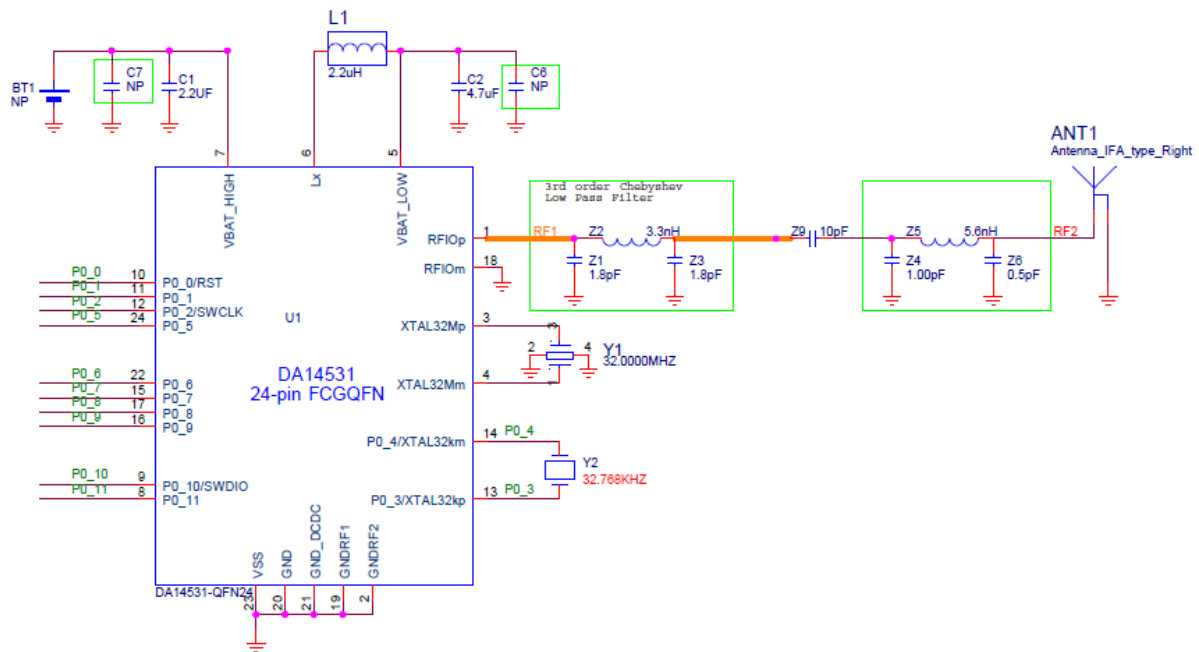 L1
2.2uH
C7
NP
C1
2.2UF
BT1
NP
C2
4.7uF
C6
NP
7
6
5
VBAT_HIGH
Lx
VBAT_LOW
ANT1
Antenna_IFA_type_Right
3rd order Chebyshev
Low Pass Filter
RFIOp
1
RF1
Z2
3.3nH
Z9
10pF
Z5
5.6nH
RF2
Z1
1.8pF
Z3
1.8pF
Z4
1.00pF
Z6
0.5pF
RFIOm
18
P0_0
10
P0_0/RST
P0_1
11
P0_1
P0_2
12
P0_2/SWCLK
P0_5
24
P0_5
U1
DA14531
24-pin FCGQFN
XTAL32Mp
3
3
2
4
Y1
32.0000MHZ
1
XTAL32Mm
4
P0_6
22
P0_6
P0_7
15
P0_7
P0_8
17
P0_8
P0_9
16
P0_9
P0_4/XTAL32km
14
P0_4
Y2
32.768KHZ
P0_3/XTAL32kp
13
P0_3
P0_10
9
P0_10/SWDIO
P0_11
8
P0_11
VSS
GND
GND_DCDC
GNDRF1
GNDRF2
DA14531-QFN24
23
20
21
19
2